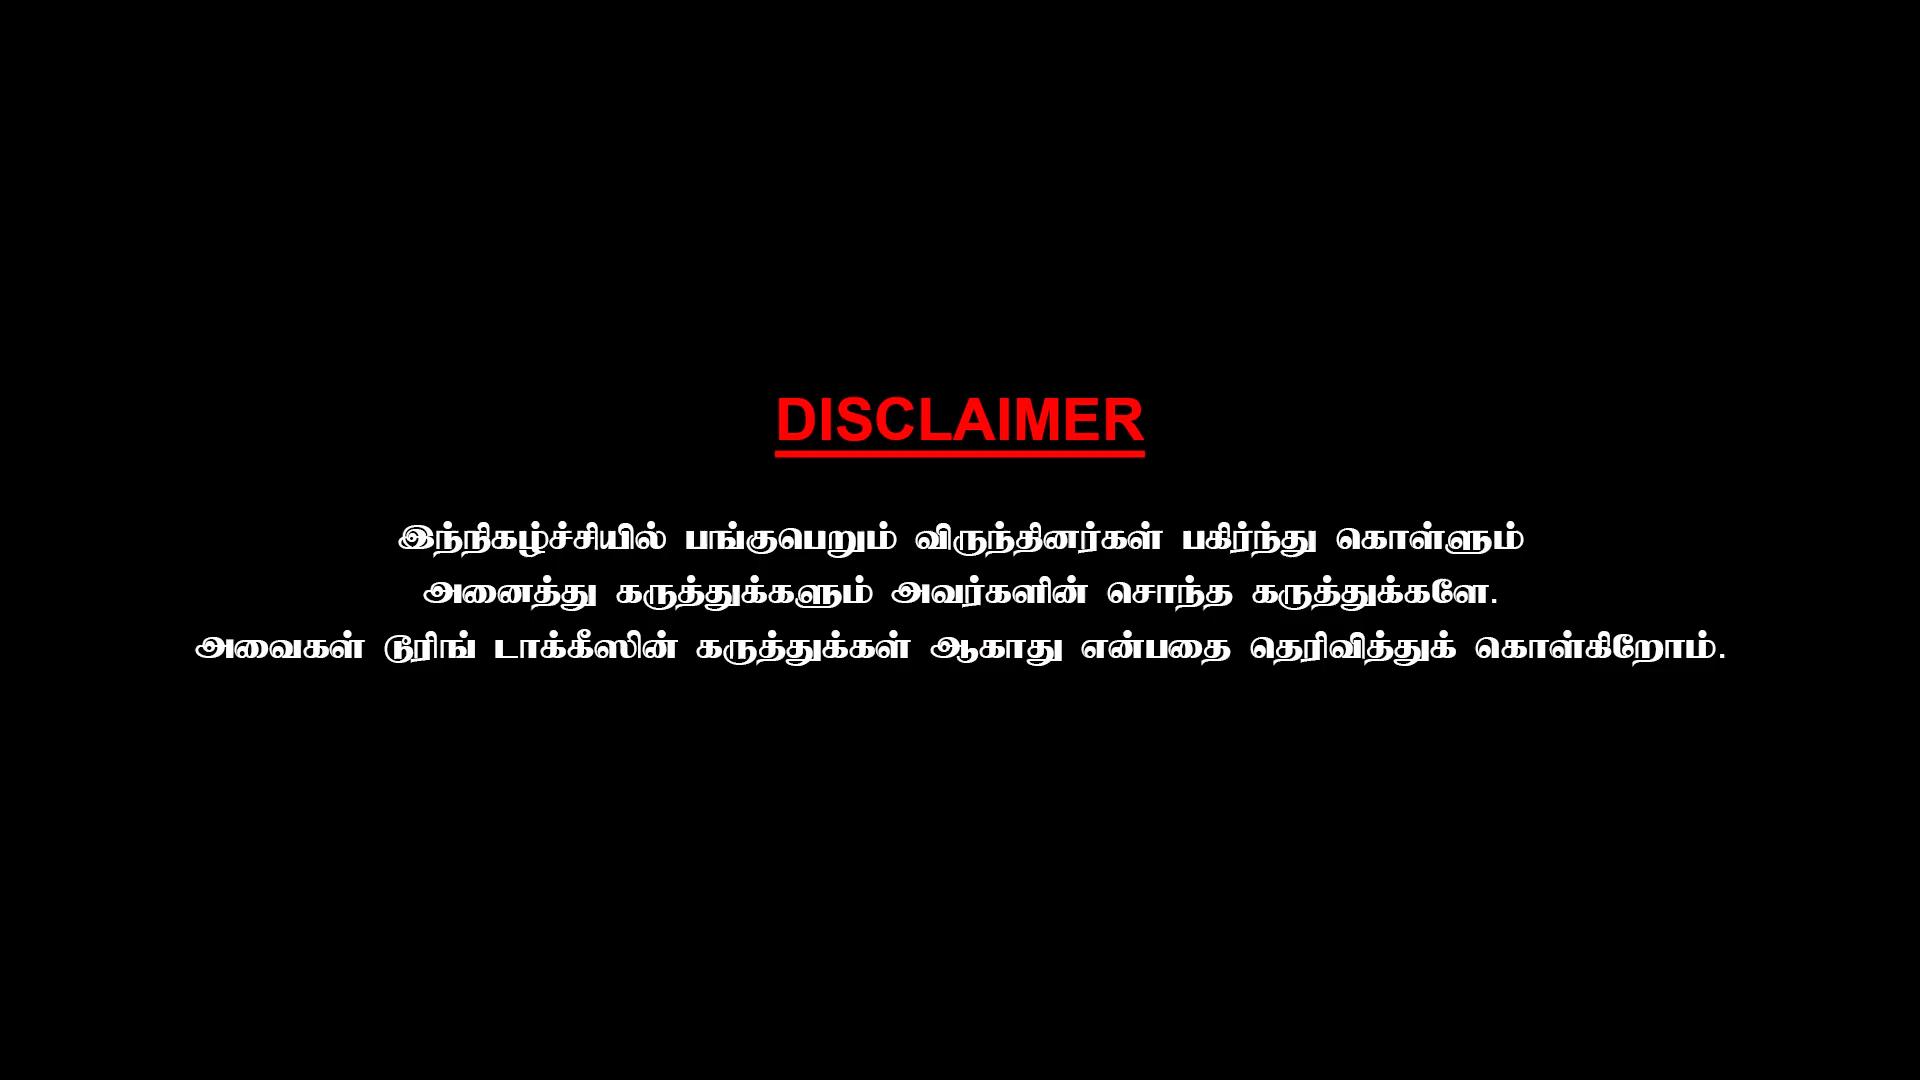 DISCLAIMER
இந்நிகழ்ச்சியில் பங்குபெறும் விருந்தினர்கள் பகிர்ந்து கொள்ளும்
அனைத்து கருத்துக்களும் அவர்களின் சொந்த கருத்துக்களே.
அவைகள் டூரிங் டாக்கீஸின் கருத்துக்கள் ஆகாது என்பதை தெரிவித்துக் கொள்கிறோம்.